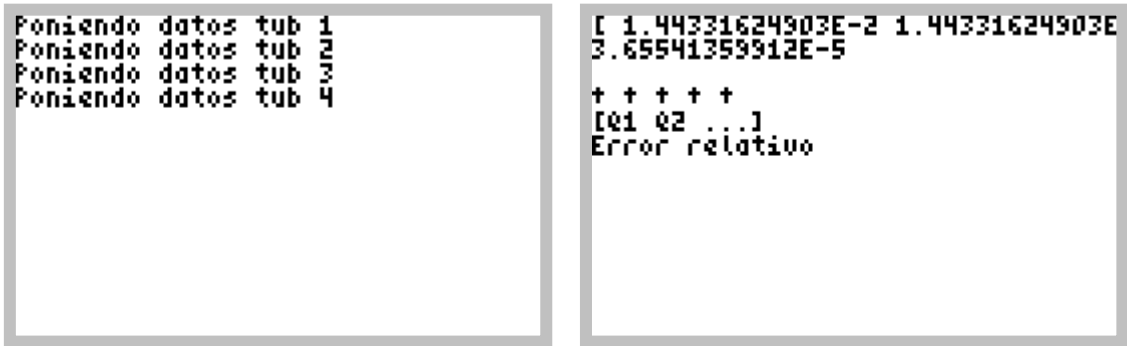 Poniendo datos tub 1
Poniendo datos tub 2
Poniendo datos tub 3
Poniendo datos tub 4
[ 1.44331624903E-2 1.44331624903E
3.65541359912E-5
↑ ↑ ↑ ↑ ↑
[Q1 Q2 ...]
Error relativo